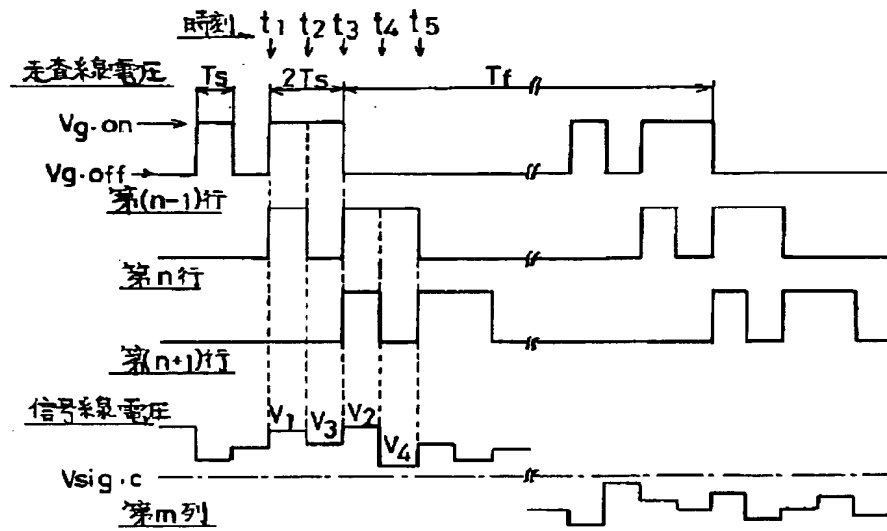 時刻 t1 t2 t3 t4 t5
走査線電圧 Ts 2Ts Tf
Vg·on
Vg·off
第(n-1)行
第n行
第(n+1)行
信号線電圧 V1 V3 V2 V4
Vsig·c
第m列